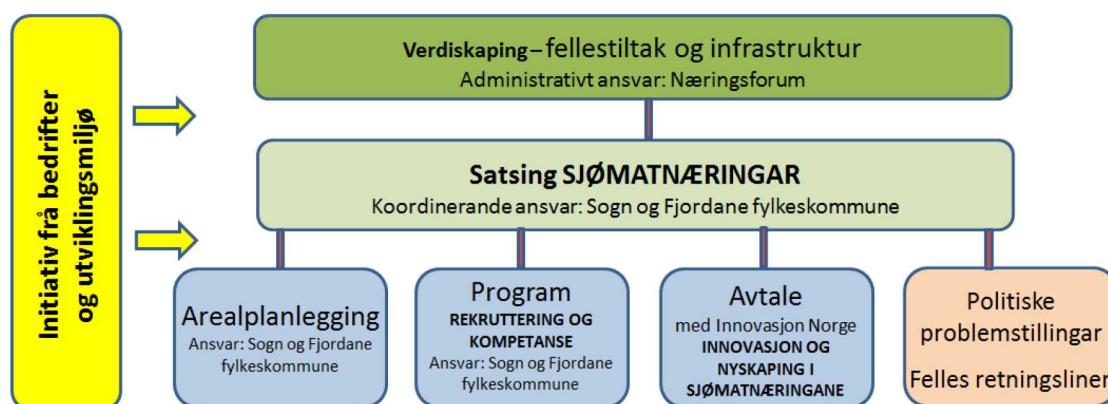 Initiativ frå bedrifter
og utviklingsmiljø
Verdiskaping – fellestiltak og infrastruktur
Administrativt ansvar: Næringsforum
Satsing SJØMATNÆRINGAR
Koordinerande ansvar: Sogn og Fjordane fylkeskommune
Arealplanlegging
Ansvar: Sogn og Fjordane
fylkeskommune
Program
REKRUTTERING OG
KOMPETANSE
Ansvar: Sogn og Fjordane
fylkeskommune
Avtale
med Innovasjon Norge
INNOVASJON OG
NYSKAPING I
SJØMATNÆRINGANE
Politiske
problemstillingar
Felles retningsliner